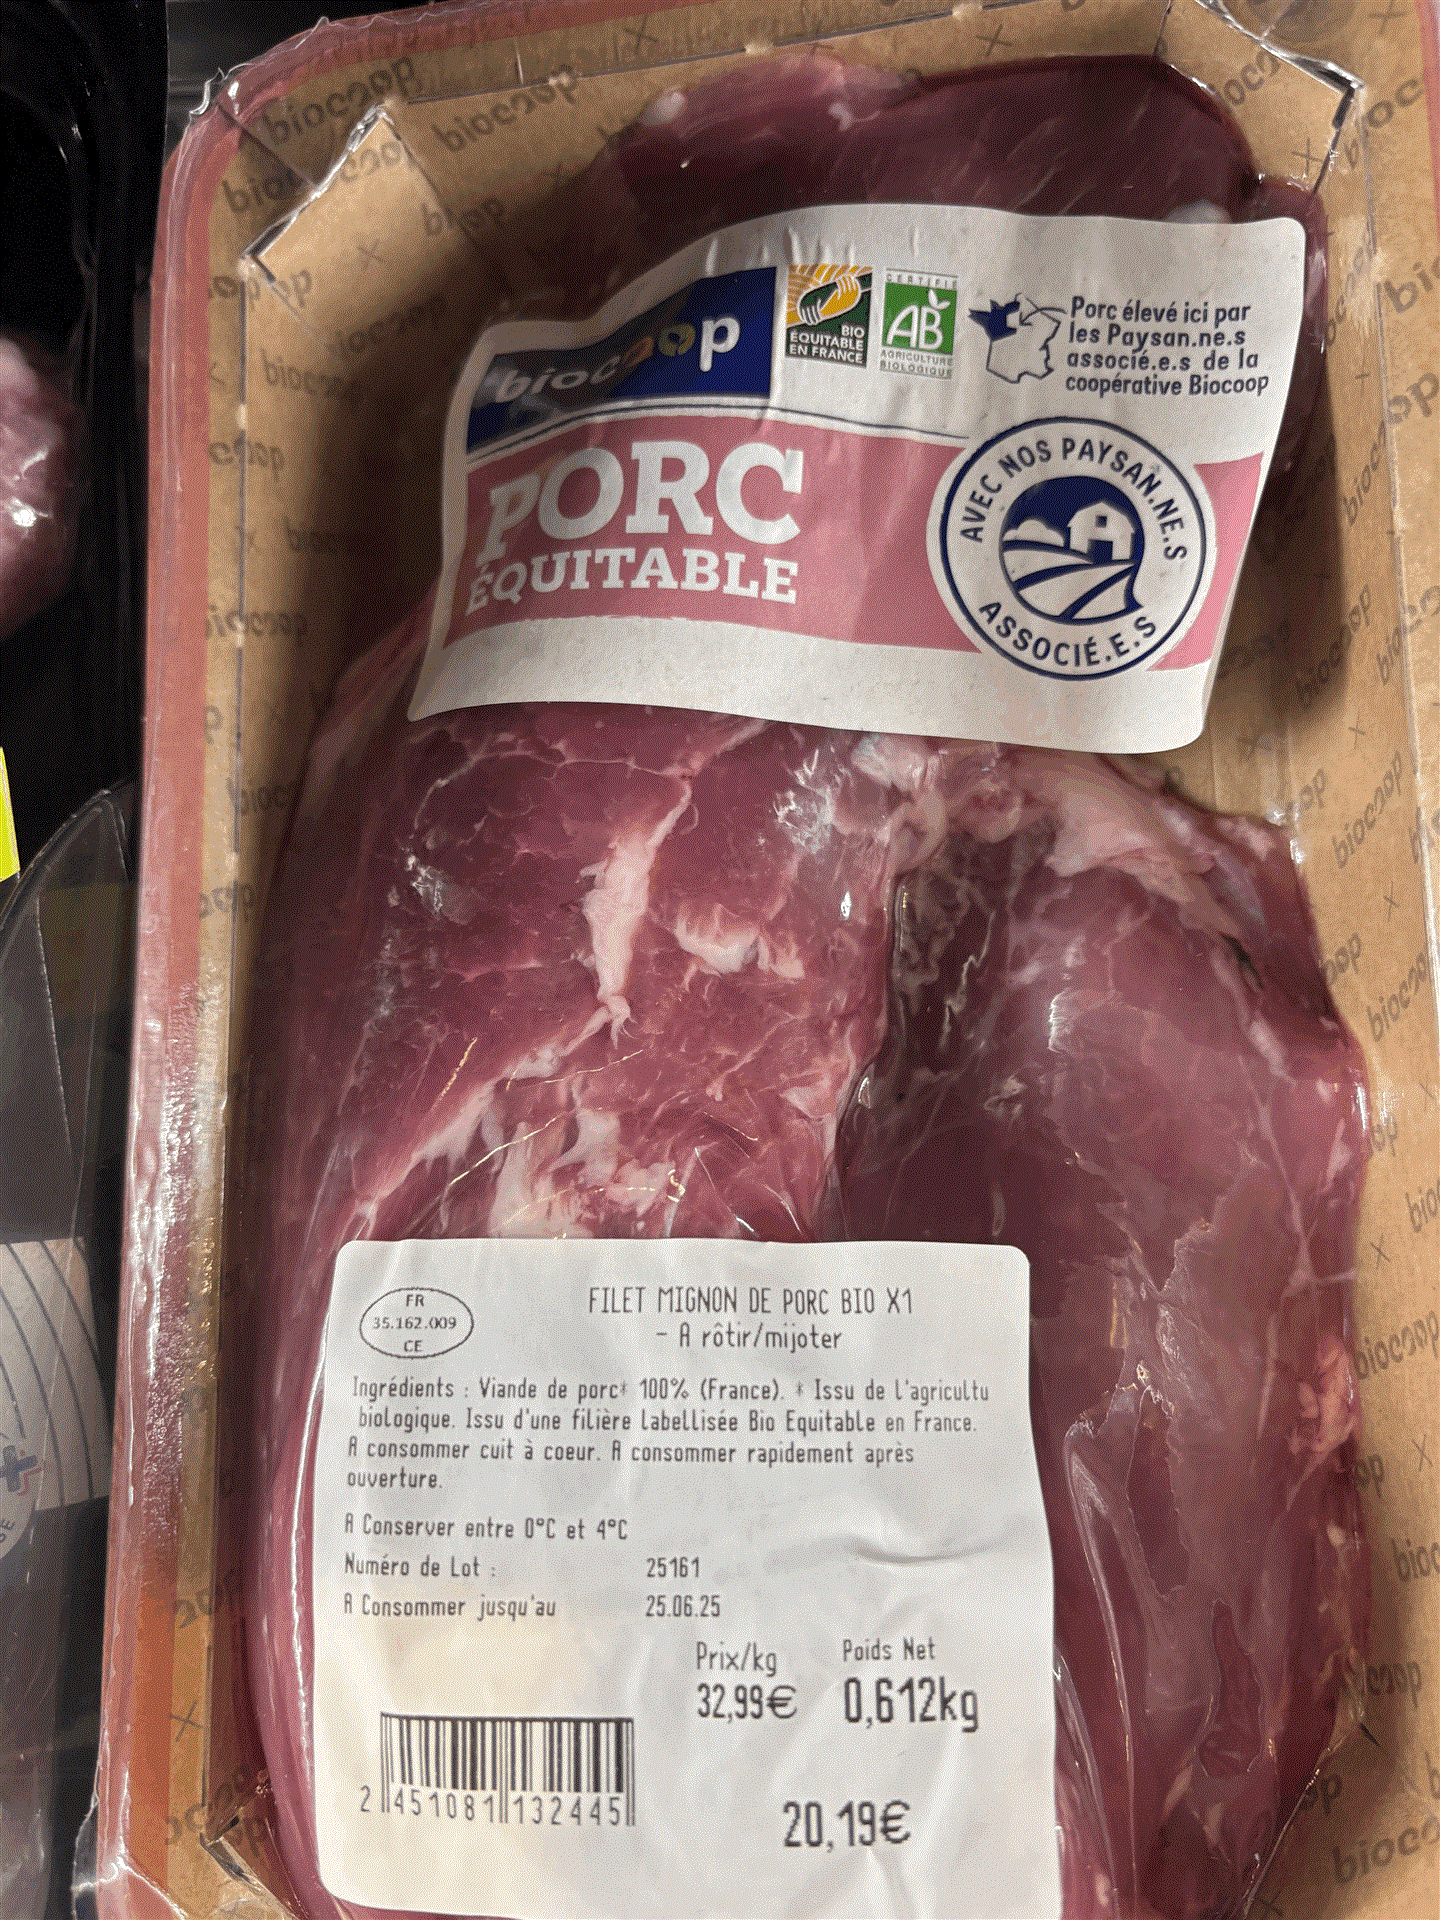 biocoop
BIO
ÉQUITABLE
EN FRANCE
CERTIFIÉ
AB
AGRICULTURE
BIOLOGIQUE
Porc élevé ici par
les Paysan.ne.s
associé.e.s de la
coopérative Biocoop
PORC
ÉQUITABLE
AVEC NOS PAYSAN.NE.S
ASSOCIÉ.E.S
FR
35.162.009
CE
FILET MIGNON DE PORC BIO X1
- A rôtir/mijoter
Ingrédients : Viande de porc* 100% (France). * Issu de l'agricultu
biologique. Issu d'une filière labellisée Bio Equitable en France.
A consommer cuit à coeur. A consommer rapidement après
ouverture.
A Conserver entre 0°C et 4°C
Numéro de Lot : 25161
A Consommer jusqu'au 25.06.25
Prix/kg Poids Net
32,99€ 0,612kg
2 451081 132445
20,19€